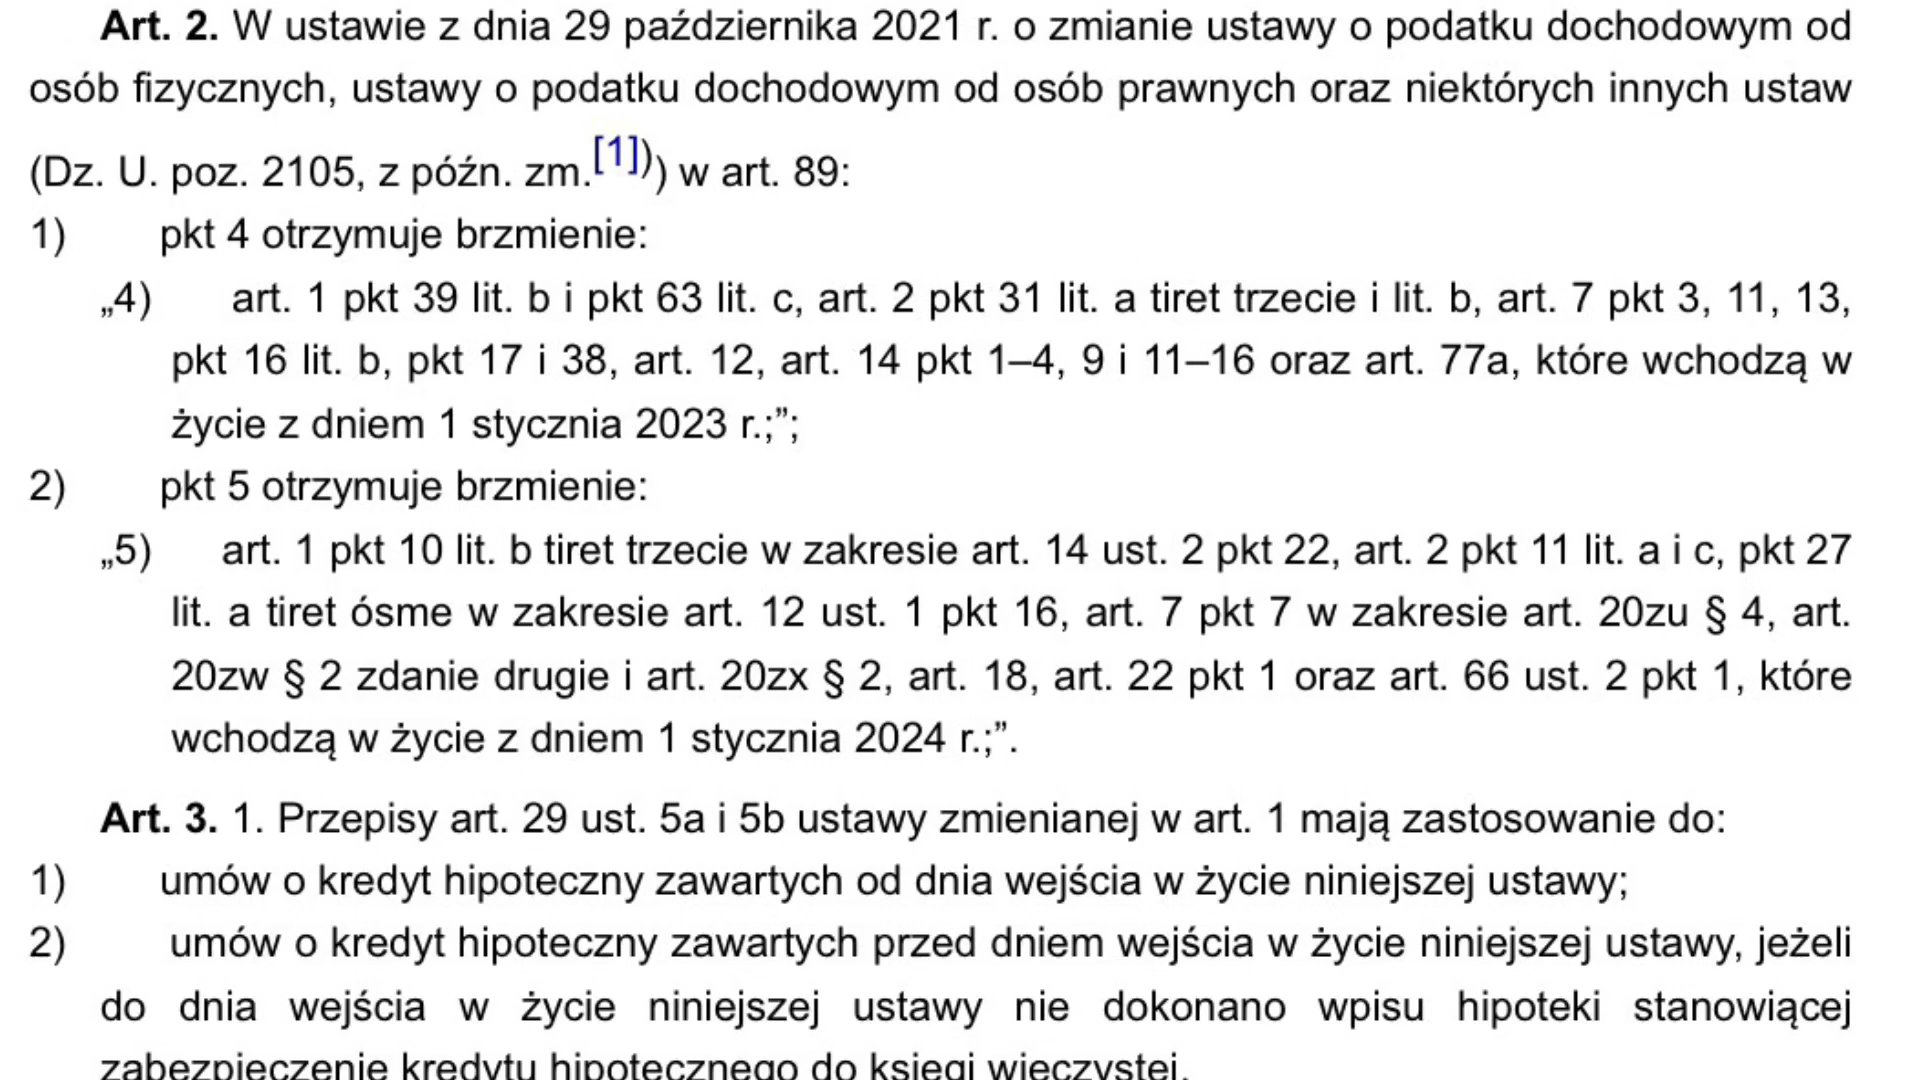 Art. 2. W ustawie z dnia 29 października 2021 r. o zmianie ustawy o podatku dochodowym od
osób fizycznych, ustawy o podatku dochodowym od osób prawnych oraz niektórych innych ustaw
(Dz. U. poz. 2105, z późn. zm.[1])) w art. 89:
1) pkt 4 otrzymuje brzmienie:
„4) art. 1 pkt 39 lit. b i pkt 63 lit. c, art. 2 pkt 31 lit. a tiret trzecie i lit. b, art. 7 pkt 3, 11, 13,
pkt 16 lit. b, pkt 17 i 38, art. 12, art. 14 pkt 1–4, 9 i 11–16 oraz art. 77a, które wchodzą w
życie z dniem 1 stycznia 2023 r.;”;
2) pkt 5 otrzymuje brzmienie:
„5) art. 1 pkt 10 lit. b tiret trzecie w zakresie art. 14 ust. 2 pkt 22, art. 2 pkt 11 lit. a i c, pkt 27
lit. a tiret ósme w zakresie art. 12 ust. 1 pkt 16, art. 7 pkt 7 w zakresie art. 20zu § 4, art.
20zw § 2 zdanie drugie i art. 20zx § 2, art. 18, art. 22 pkt 1 oraz art. 66 ust. 2 pkt 1, które
wchodzą w życie z dniem 1 stycznia 2024 r.;”.
Art. 3. 1. Przepisy art. 29 ust. 5a i 5b ustawy zmienianej w art. 1 mają zastosowanie do:
1) umów o kredyt hipoteczny zawartych od dnia wejścia w życie niniejszej ustawy;
2) umów o kredyt hipoteczny zawartych przed dniem wejścia w życie niniejszej ustawy, jeżeli
do dnia wejścia w życie niniejszej ustawy nie dokonano wpisu hipoteki stanowiącej
zabezpieczenie kredytu hipotecznego do księgi wieczystej.